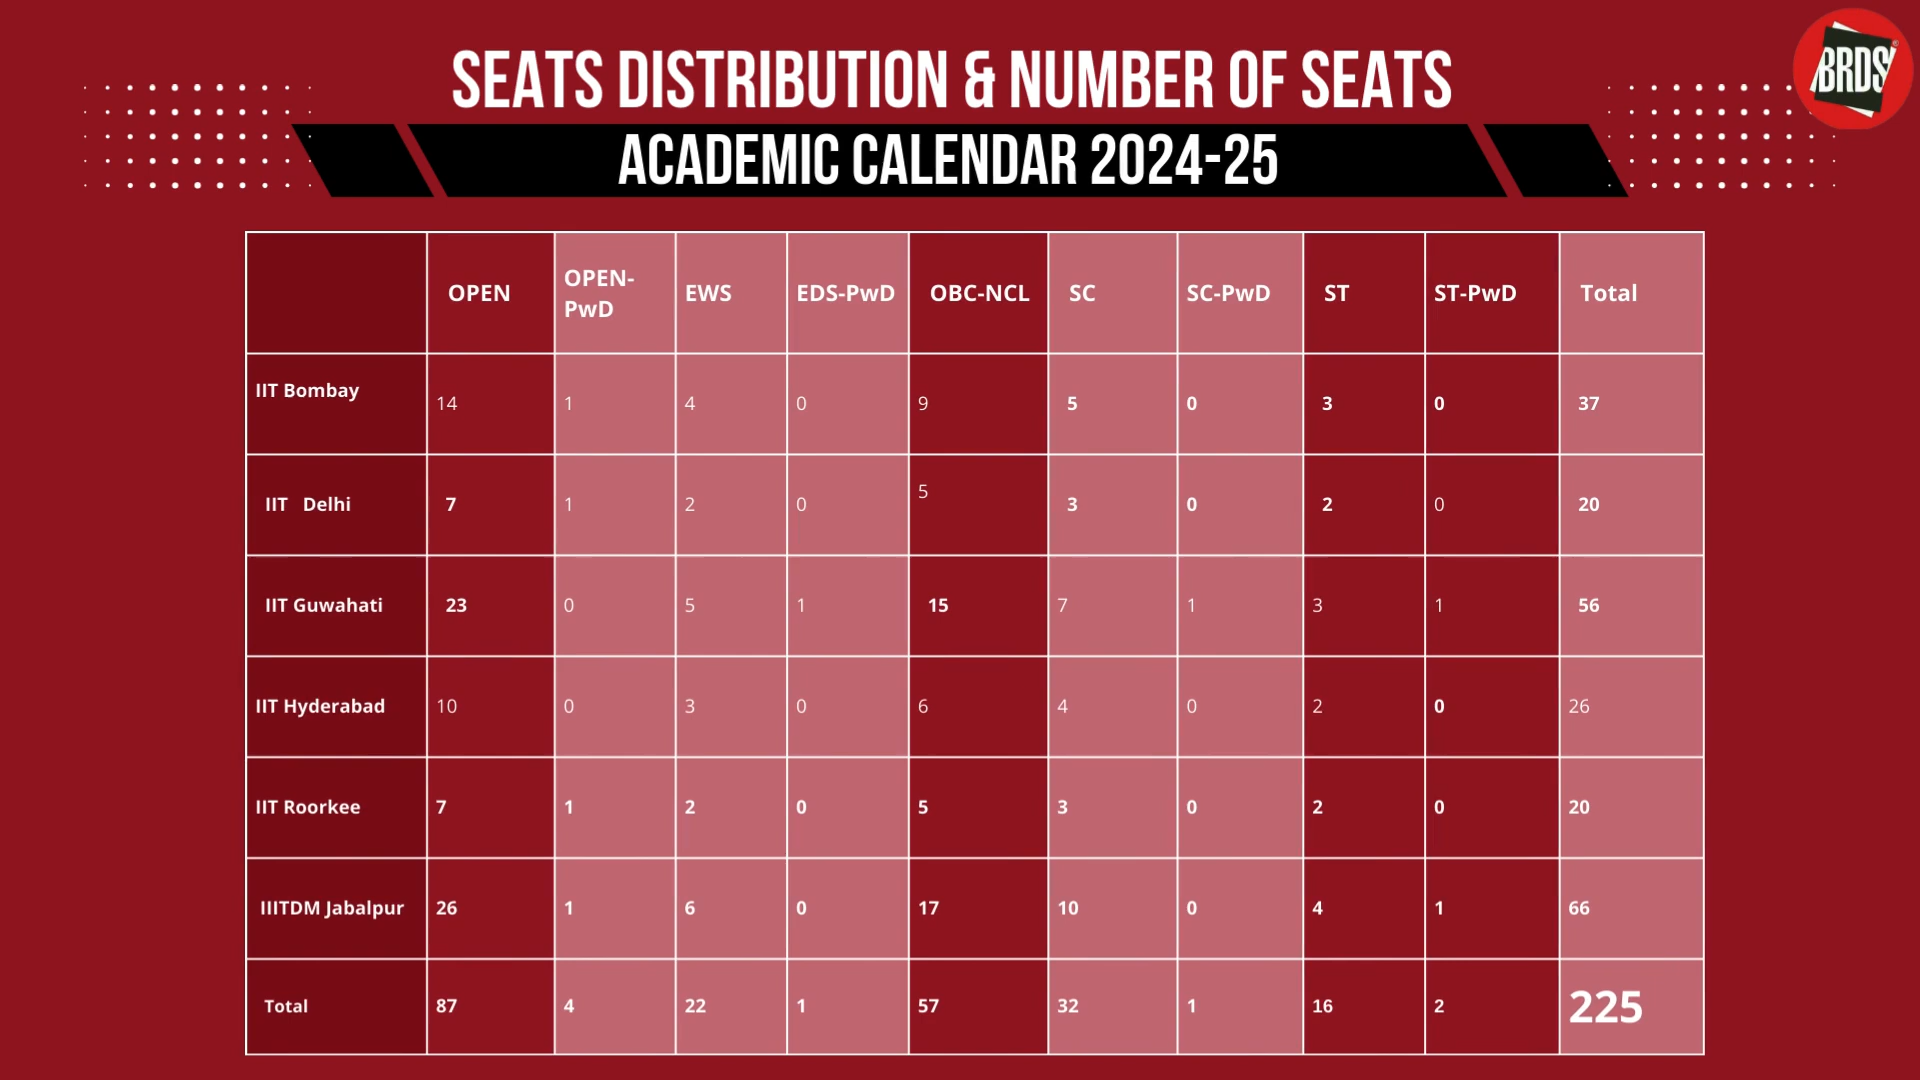 SEATS DISTRIBUTION & NUMBER OF SEATS
BRDS®
ACADEMIC CALENDAR 2024-25
OPEN OPEN-PwD EWS EDS-PwD OBC-NCL SC SC-PwD ST ST-PwD Total
IIT Bombay 14 1 4 0 9 5 0 3 0 37
IIT Delhi 7 1 2 0 5 3 0 2 0 20
IIT Guwahati 23 0 5 1 15 7 1 3 1 56
IIT Hyderabad 10 0 3 0 6 4 0 2 0 26
IIT Roorkee 7 1 2 0 5 3 0 2 0 20
IIITDM Jabalpur 26 1 6 0 17 10 0 4 1 66
Total 87 4 22 1 57 32 1 16 2 225